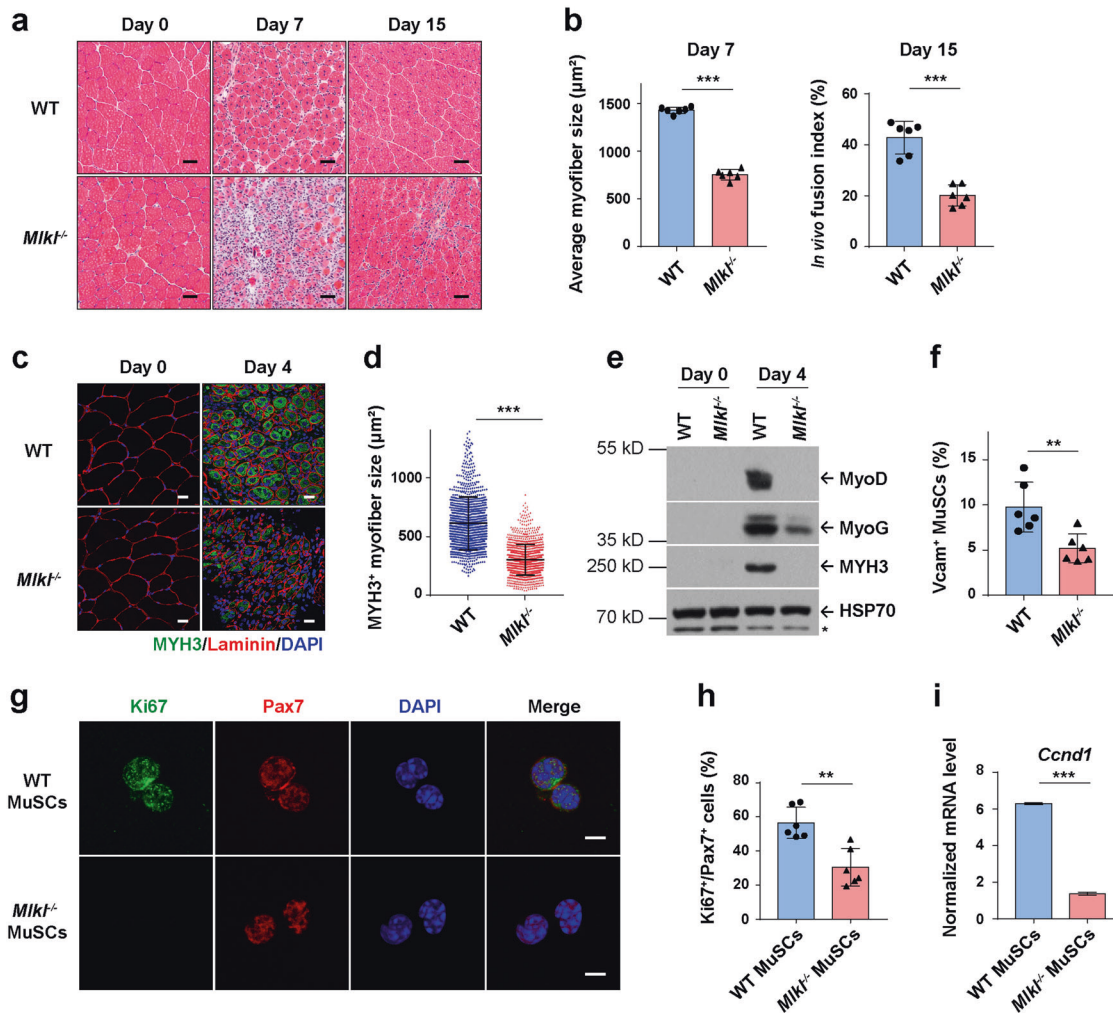 a
Day 0
Day 7
Day 15
WT
Mlkl-/-
b
Day 7
Average myofiber size (µm²)
1500
1000
500
0
***
WT
Mlkl-/-
Day 15
In vivo fusion index (%)
60
40
20
0
***
WT
Mlkl-/-
c
Day 0
Day 4
WT
Mlkl-/-
MYH3/Laminin/DAPI
d
MYH3⁺ myofiber size (µm²)
1000
500
0
***
WT
Mlkl-/-
e
Day 0
Day 4
WT
Mlkl-/-
WT
Mlkl-/-
55 kD
← MyoD
← MyoG
35 kD
250 kD
← MYH3
70 kD
← HSP70
*
f
Vcam⁺ MuSCs (%)
15
10
5
0
**
WT
Mlkl-/-
g
Ki67
Pax7
DAPI
Merge
WT
MuSCs
Mlkl-/-
MuSCs
h
Ki67⁺/Pax7⁺ cells (%)
80
60
40
20
0
**
WT MuSCs
Mlkl-/- MuSCs
i
Ccnd1
Normalized mRNA level
8
6
4
2
0
***
WT MuSCs
Mlkl-/- MuSCs